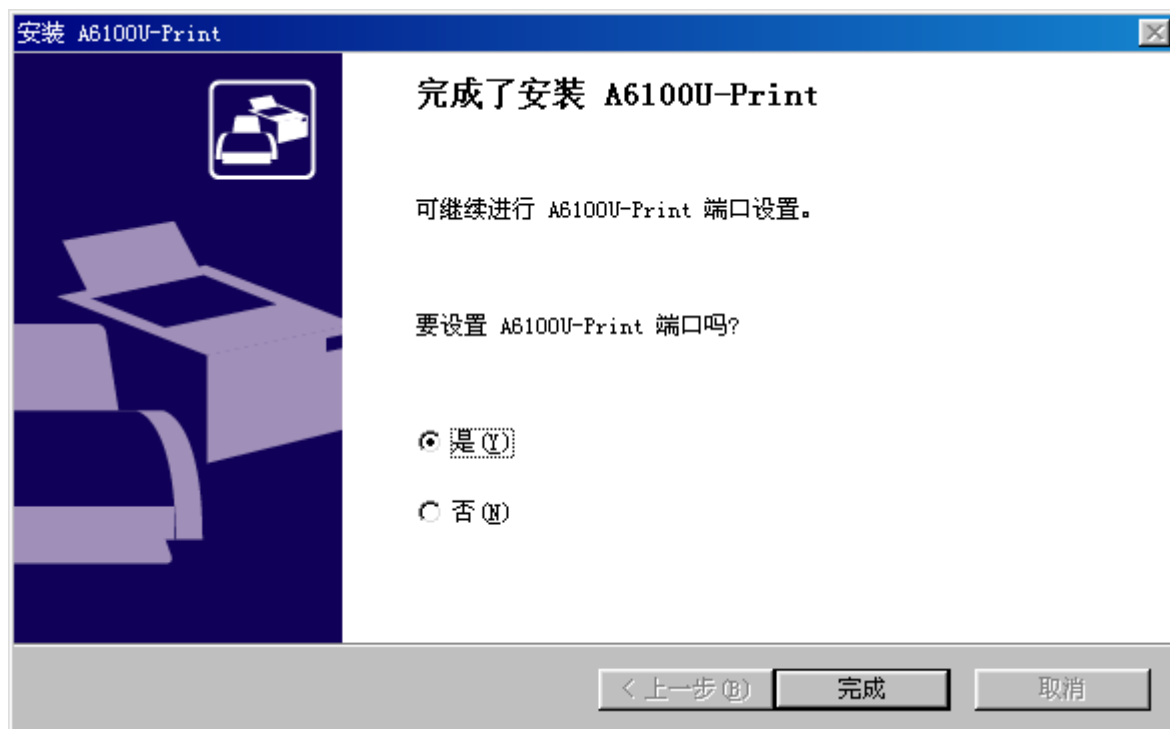 安装 A6100U-Print
完成了安装 A6100U-Print
可继续进行 A6100U-Print 端口设置。
要设置 A6100U-Print 端口吗?
是(Y)
否(N)
< 上一步(B)
完成
取消